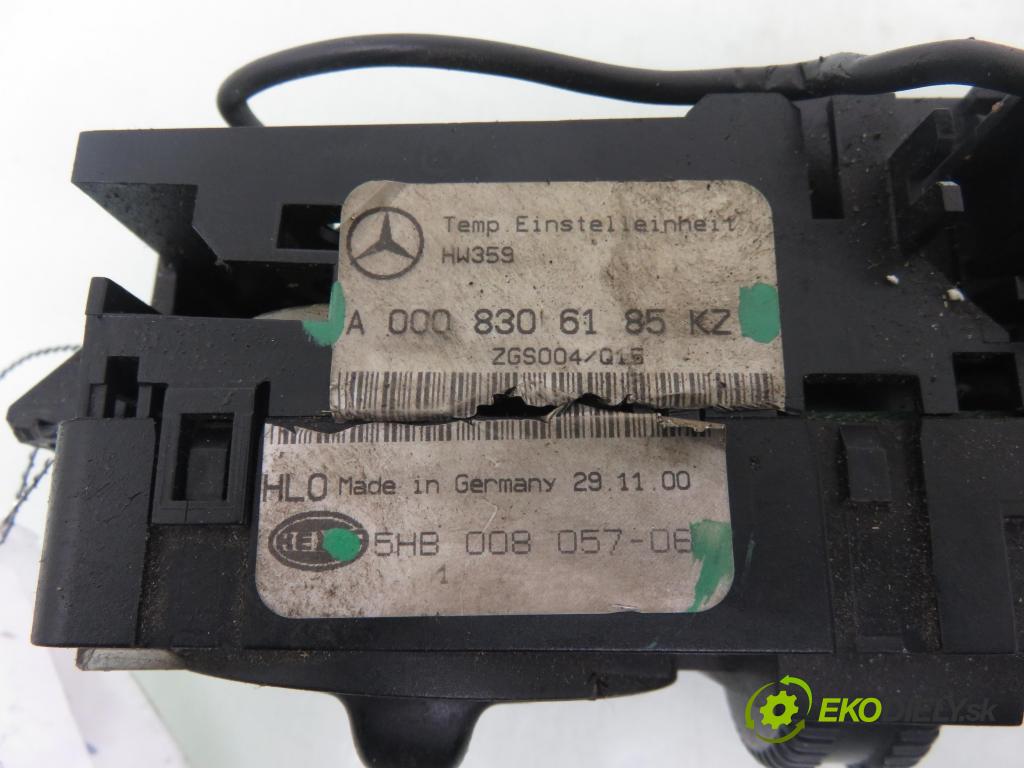 Temp. Einstelleinheit
HW359
A 000 830 61 85 KZ
ZGS004/Q15
HLO Made in Germany 29.11.00
5HB 008 057-06
1
EKODIELY.sk